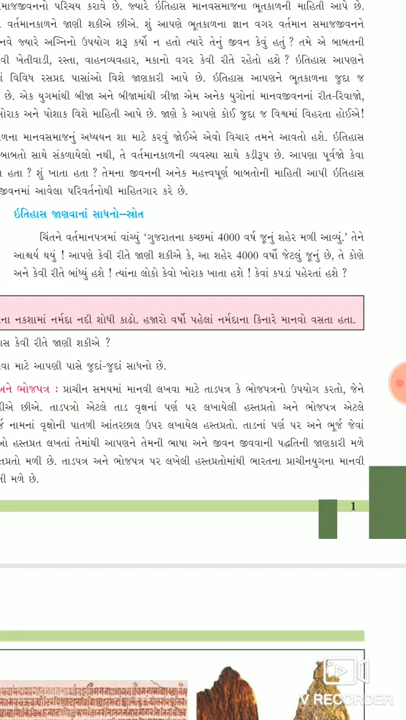 માજજીવનનો પરિચય કરાવે છે. જ્યારે ઇતિહાસ માનવસમાજના ભૂતકાળની માહિતી આપે છે.
વર્તમાનકાળને જાણી શકીએ છીએ. શું આપણે ભૂતકાળના જ્ઞાન વગર વર્તમાન સમાજજીવનને
નવે જ્યારે અગ્નિનો ઉપયોગ શરૂ કર્યો ન હતો ત્યારે તેનું જીવન કેવું હતું ? તમે એ બાબતની
વી ખેતીવાડી, રસ્તા, વાહનવ્યવહાર, મકાનો વગર કેવી રીતે રહેતો હશે ? ઇતિહાસ આપણને
ાં વિવિધ રસપ્રદ પાસાંઓ વિશે જાણકારી આપે છે. ઇતિહાસ આપણને ભૂતકાળના જુદા જ
છે. એક યુગમાંથી બીજા અને બીજામાંથી ત્રીજા એમ અનેક યુગોનાં માનવજીવનનાં રીત-રિવાજો,
ખોરાક અને પોશાક વિશે માહિતી આપે છે. જાણે કે આપણે કોઈ જુદા જ વિશ્વમાં વિહરતા હોઈએ!
ળના માનવસમાજનું અધ્યયન શા માટે કરવું જોઈએ એવો વિચાર તમને આવતો હશે. ઇતિહાસ
બાબતો સાથે સંકળાયેલો નથી, તે વર્તમાનકાળની વ્યવસ્થા સાથે કડીરૂપ છે. આપણા પૂર્વજો કેવા
હતા ? શું ખાતા હતા ? તેમના જીવનની અનેક મહત્ત્વપૂર્ણ બાબતોની માહિતી આપી ઇતિહાસ
જીવનમાં આવેલા પરિવર્તનોથી માહિતગાર કરે છે.
ઇતિહાસ જાણવાનાં સાધનો–સ્રોત
ચિંતને વર્તમાનપત્રમાં વાંચ્યું ‘ગુજરાતના કચ્છમાં 4000 વર્ષ જૂનું શહેર મળી આવ્યું.’ તેને
આશ્ચર્ય થયું ! આપણે કેવી રીતે કહી શકીએ કે, આ શહેર 4000 વર્ષો જેટલું જૂનું છે, તે કોણે
અને કેવી રીતે બાંધ્યું હશે ! ત્યાંના લોકો કેવો ખોરાક ખાતા હશે ! કેવાં કપડાં પહેરતાં હશે ?
ના નકશામાં નર્મદા નદી શોધી કાઢો. હજારો વર્ષો પહેલાં નર્મદાના કિનારે માનવો વસતા હતા.
ાસ કેવી રીતે જાણી શકીએ ?
વા માટે આપણી પાસે જુદાં-જુદાં સાધનો છે.
અને ભોજપત્ર : પ્રાચીન સમયમાં માનવી લખવા માટે તાડપત્ર કે ભોજપત્રનો ઉપયોગ કરતો, જેને
ીએ છીએ. તાડપત્રો એટલે તાડ વૃક્ષનાં પર્ણ પર લખાયેલી હસ્તપ્રતો અને ભોજપત્ર એટલે
ર્જ નામનાં વૃક્ષોની પાતળી આંતરછાલ ઉપર લખાયેલ હસ્તપ્રતો. તાડનાં પર્ણ પર અને ભૂર્જ જેવાં
ઓ હસ્તપ્રત લખતાં તેમાંથી આપણને તેમની ભાષા અને જીવન જીવવાની પદ્ધતિની જાણકારી મળે
સ્તપ્રતો મળી છે. તાડપત્ર અને ભોજપત્ર પર લખેલી હસ્તપ્રતોમાંથી ભારતના પ્રાચીનયુગના માનવી
ી મળે છે.
1
V RECORDER